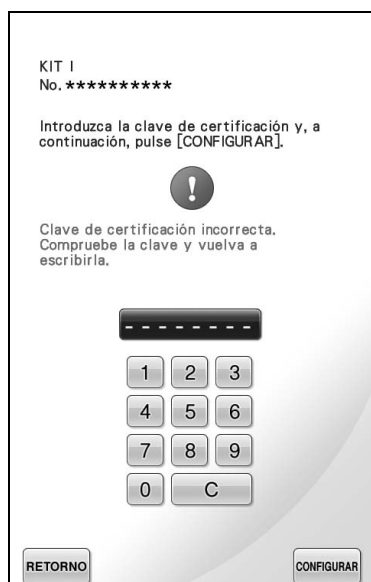 KIT I
No. **********
Introduzca la clave de certificación y, a
continuación, pulse [CONFIGURAR].
!
Clave de certificación incorrecta.
Compruebe la clave y vuelva a
escribirla.
- - - - - - - -
1 2 3
4 5 6
7 8 9
0 C
RETORNO CONFIGURAR